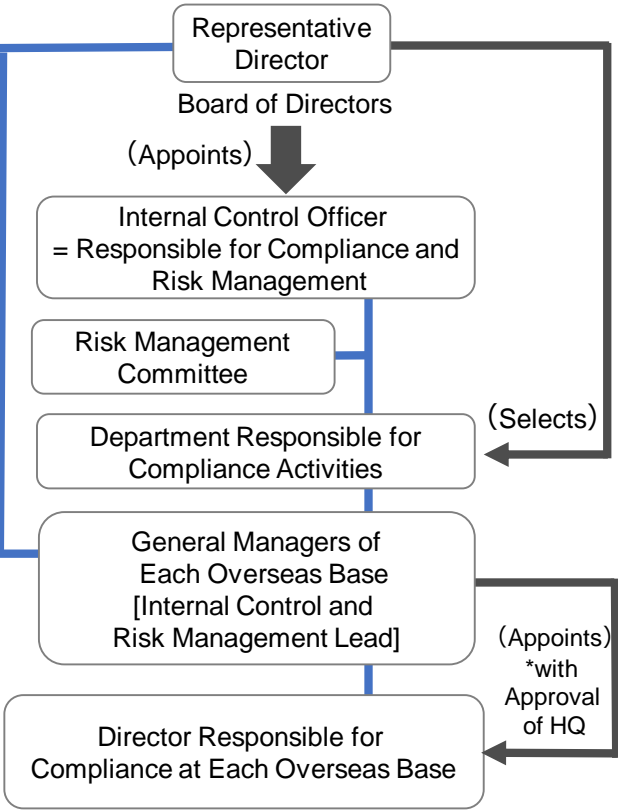 Representative
Director
Board of Directors
(Appoints)
Internal Control Officer
= Responsible for Compliance and
Risk Management
Risk Management
Committee
(Selects)
Department Responsible for
Compliance Activities
General Managers of
Each Overseas Base
[Internal Control and
Risk Management Lead]
(Appoints)
*with
Approval
of HQ
Director Responsible for
Compliance at Each Overseas Base